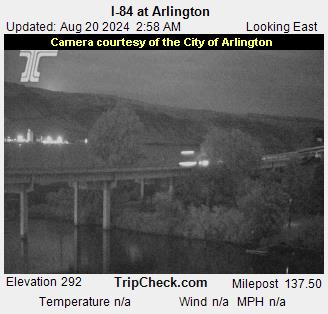 I-84 at Arlington
Updated: Aug 20 2024 2:58 AM Looking East
Camera courtesy of the City of Arlington
Elevation 292 TripCheck.com Milepost 137.50
Temperature n/a Wind n/a MPH n/a